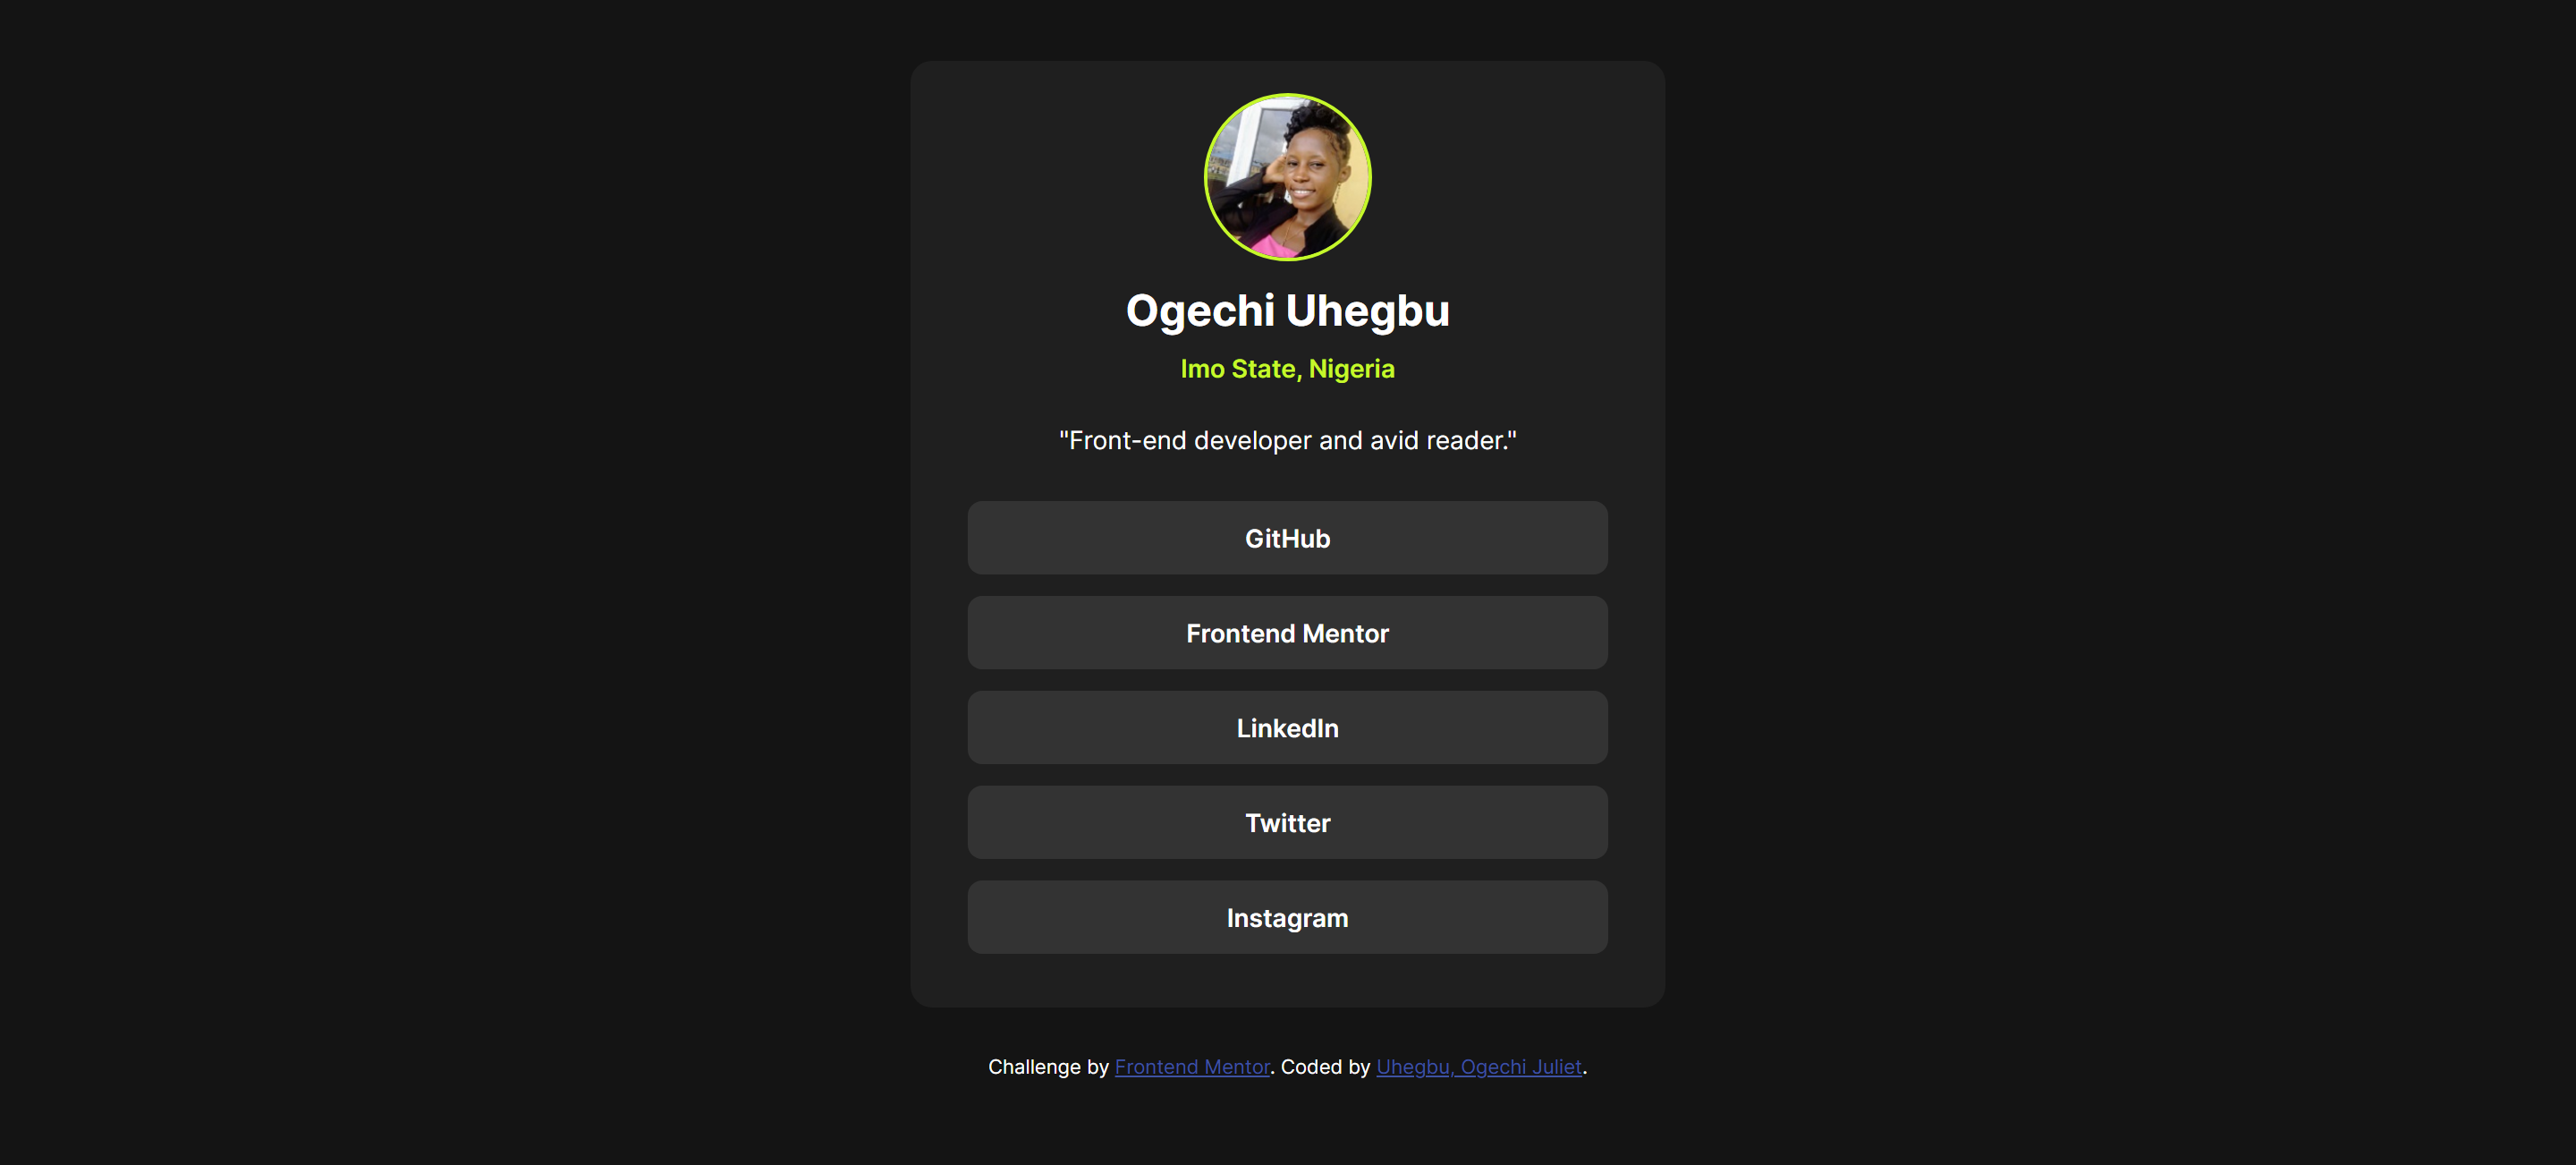 Ogechi Uhegbu
Imo State, Nigeria
"Front-end developer and avid reader."
GitHub
Frontend Mentor
LinkedIn
Twitter
Instagram
Challenge by Frontend Mentor. Coded by Uhegbu, Ogechi Juliet.